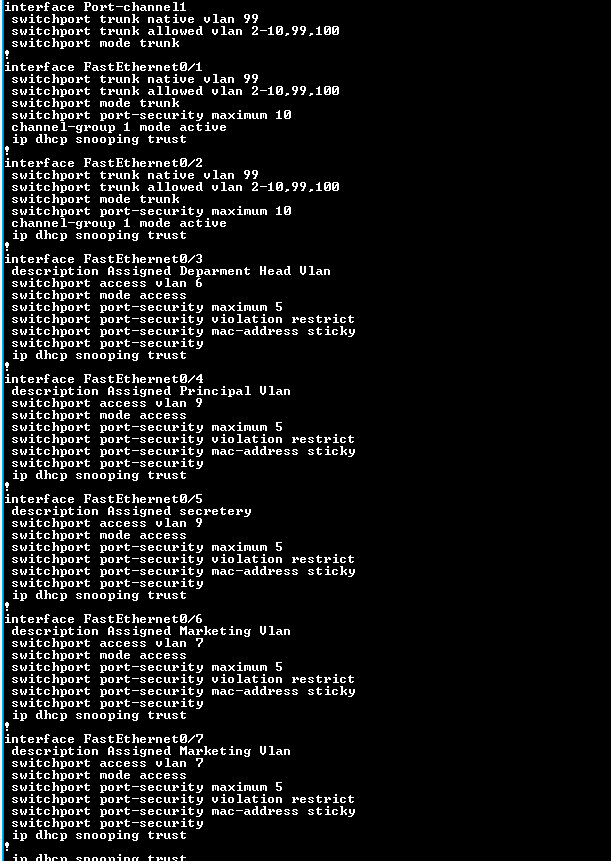 interface Port-channel1
switchport trunk native vlan 99
switchport trunk allowed vlan 2-10,99,100
switchport mode trunk
!
interface FastEthernet0/1
switchport trunk native vlan 99
switchport trunk allowed vlan 2-10,99,100
switchport mode trunk
switchport port-security maximum 10
channel-group 1 mode active
ip dhcp snooping trust
!
interface FastEthernet0/2
switchport trunk native vlan 99
switchport trunk allowed vlan 2-10,99,100
switchport mode trunk
switchport port-security maximum 10
channel-group 1 mode active
ip dhcp snooping trust
!
interface FastEthernet0/3
description Assigned Deparment Head Vlan
switchport access vlan 6
switchport mode access
switchport port-security maximum 5
switchport port-security violation restrict
switchport port-security mac-address sticky
switchport port-security
ip dhcp snooping trust
!
interface FastEthernet0/4
description Assigned Principal Vlan
switchport access vlan 9
switchport mode access
switchport port-security maximum 5
switchport port-security violation restrict
switchport port-security mac-address sticky
switchport port-security
ip dhcp snooping trust
!
interface FastEthernet0/5
description Assigned secretery
switchport access vlan 9
switchport mode access
switchport port-security maximum 5
switchport port-security violation restrict
switchport port-security mac-address sticky
switchport port-security
ip dhcp snooping trust
!
interface FastEthernet0/6
description Assigned Marketing Vlan
switchport access vlan 7
switchport mode access
switchport port-security maximum 5
switchport port-security violation restrict
switchport port-security mac-address sticky
switchport port-security
ip dhcp snooping trust
!
interface FastEthernet0/7
description Assigned Marketing Vlan
switchport access vlan 7
switchport mode access
switchport port-security maximum 5
switchport port-security violation restrict
switchport port-security mac-address sticky
switchport port-security
ip dhcp snooping trust
!
ip dhcp snooping trust